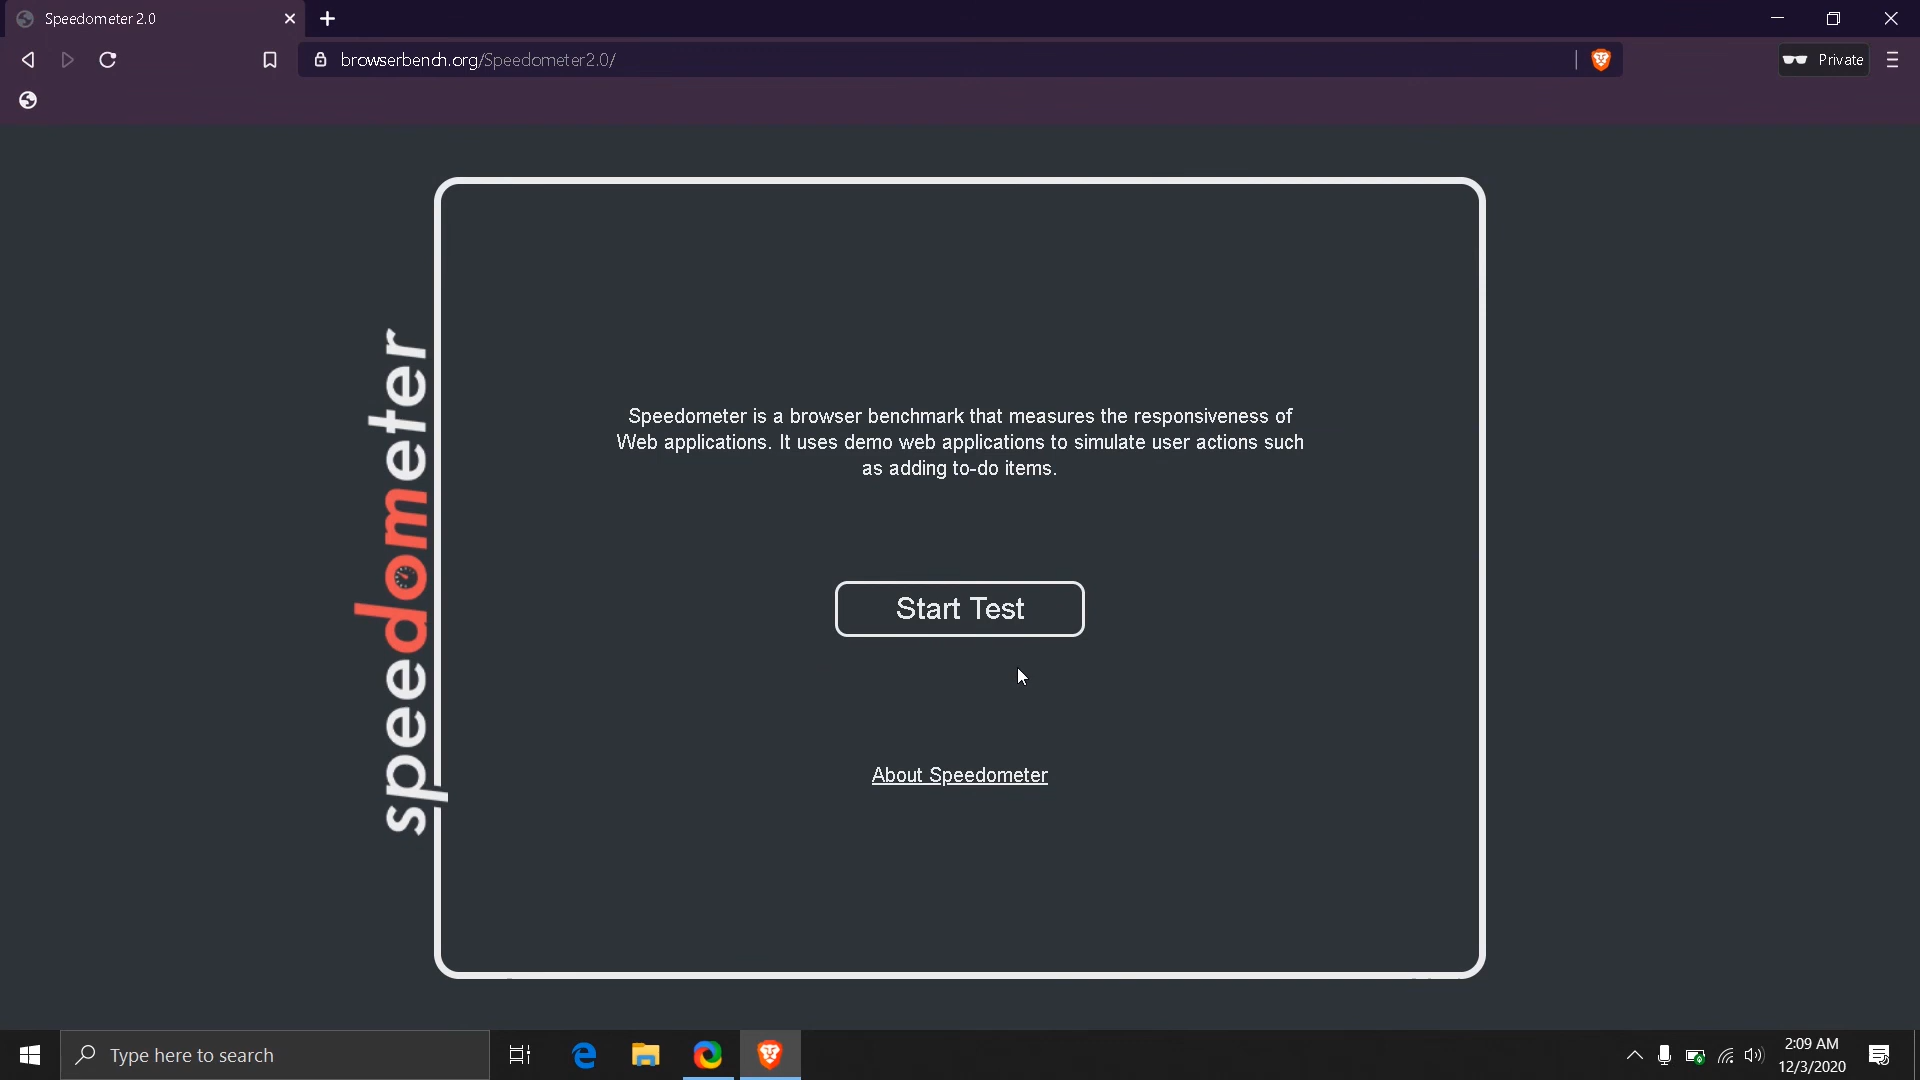 Speedometer 2.0
browserbench.org/Speedometer2.0/
Private
speedometer
Speedometer is a browser benchmark that measures the responsiveness of
Web applications. It uses demo web applications to simulate user actions such
as adding to-do items.
Start Test
About Speedometer
Type here to search
2:09 AM
12/3/2020